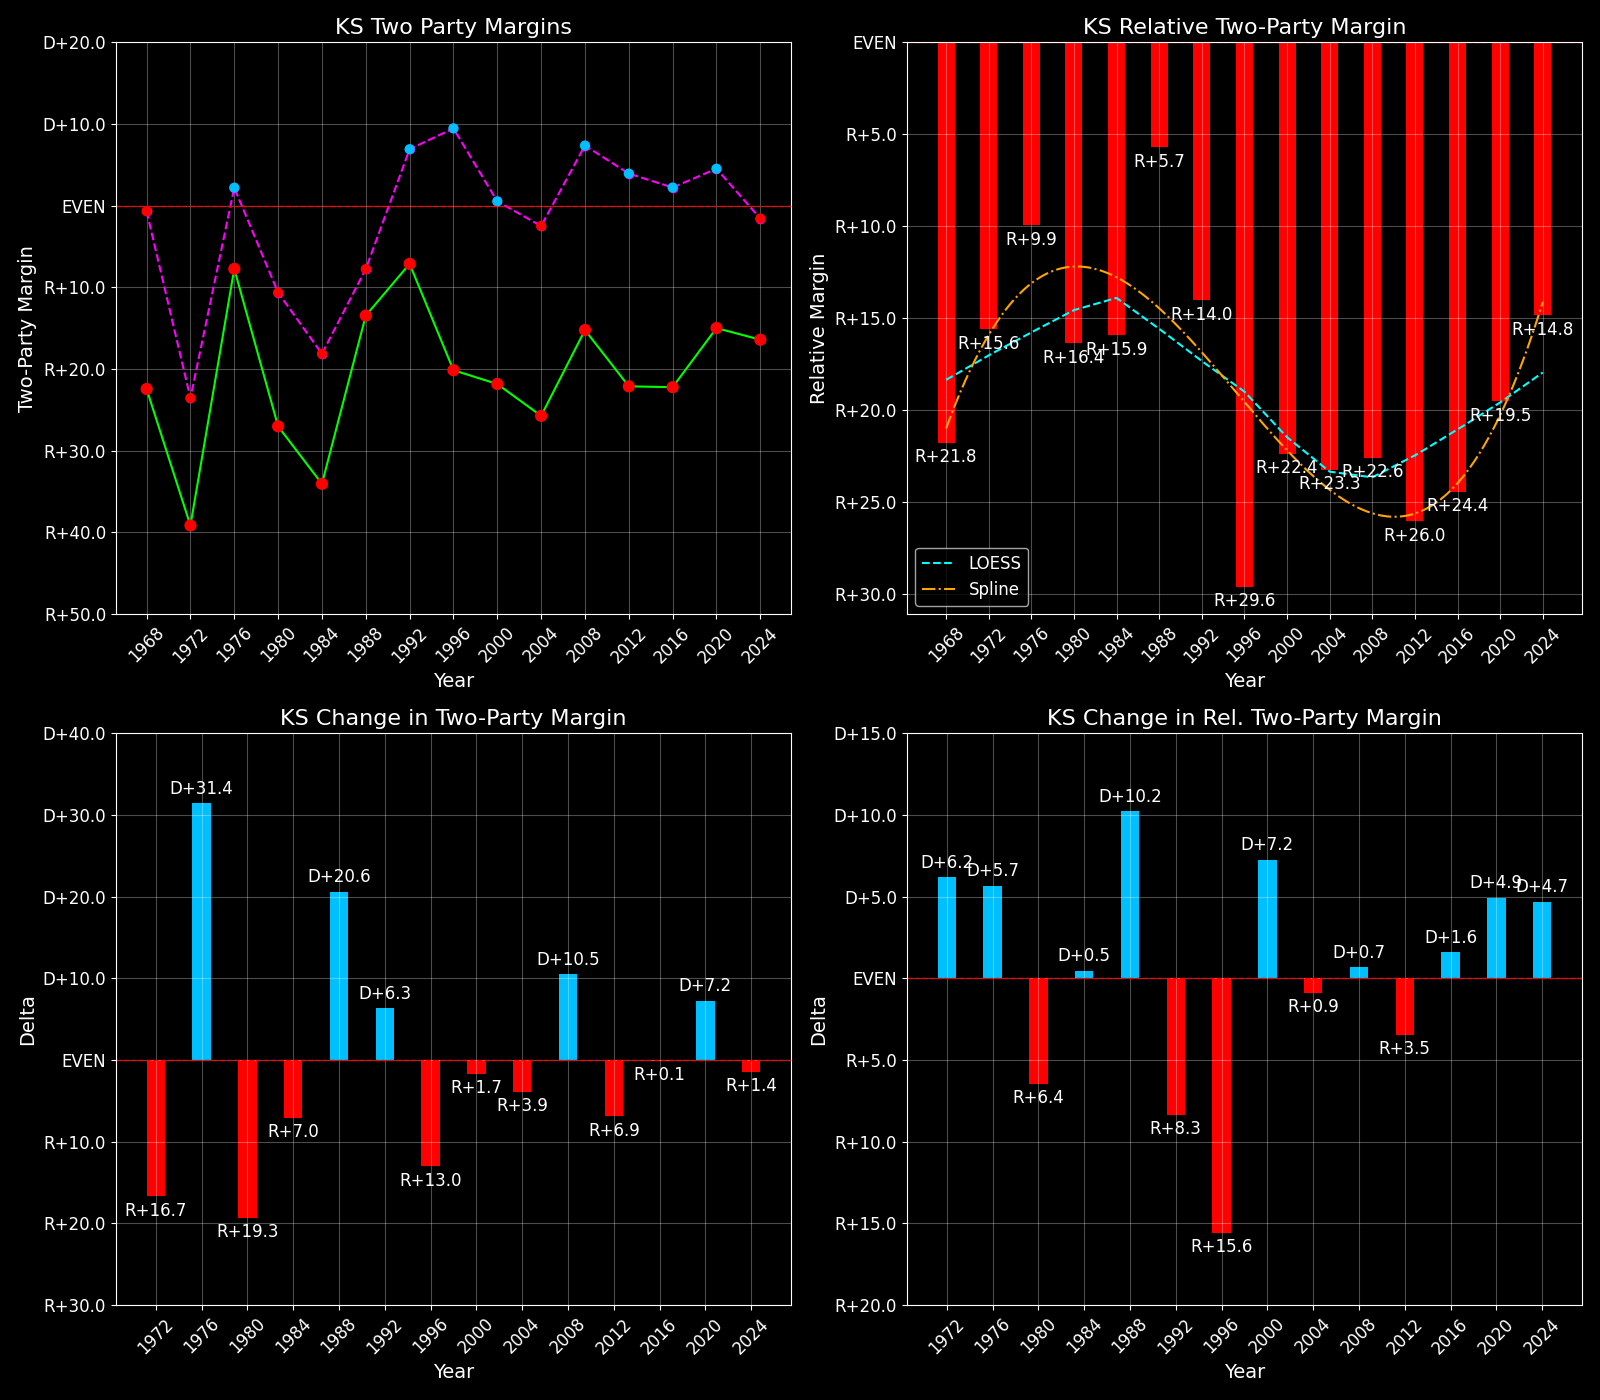 KS Two Party Margins
D+20.0
D+10.0
EVEN
R+10.0
R+20.0
R+30.0
R+40.0
R+50.0
Two-Party Margin
1968
1972
1976
1980
1984
1988
1992
1996
2000
2004
2008
2012
2016
2020
2024
Year
KS Relative Two-Party Margin
EVEN
R+5.0
R+10.0
R+15.0
R+20.0
R+25.0
R+30.0
Relative Margin
R+21.8
R+15.6
R+9.9
R+16.4
R+15.9
R+5.7
R+14.0
R+29.6
R+22.4
R+23.3
R+22.6
R+26.0
R+24.4
R+19.5
R+14.8
LOESS
Spline
1968
1972
1976
1980
1984
1988
1992
1996
2000
2004
2008
2012
2016
2020
2024
Year
KS Change in Two-Party Margin
D+40.0
D+30.0
D+20.0
D+10.0
EVEN
R+10.0
R+20.0
R+30.0
Delta
R+16.7
D+31.4
R+19.3
R+7.0
D+20.6
D+6.3
R+13.0
R+1.7
R+3.9
D+10.5
R+6.9
R+0.1
D+7.2
R+1.4
1972
1976
1980
1984
1988
1992
1996
2000
2004
2008
2012
2016
2020
2024
Year
KS Change in Rel. Two-Party Margin
D+15.0
D+10.0
D+5.0
EVEN
R+5.0
R+10.0
R+15.0
R+20.0
Delta
D+6.2
D+5.7
R+6.4
D+0.5
D+10.2
R+8.3
R+15.6
D+7.2
R+0.9
D+0.7
R+3.5
D+1.6
D+4.9
D+4.7
1972
1976
1980
1984
1988
1992
1996
2000
2004
2008
2012
2016
2020
2024
Year